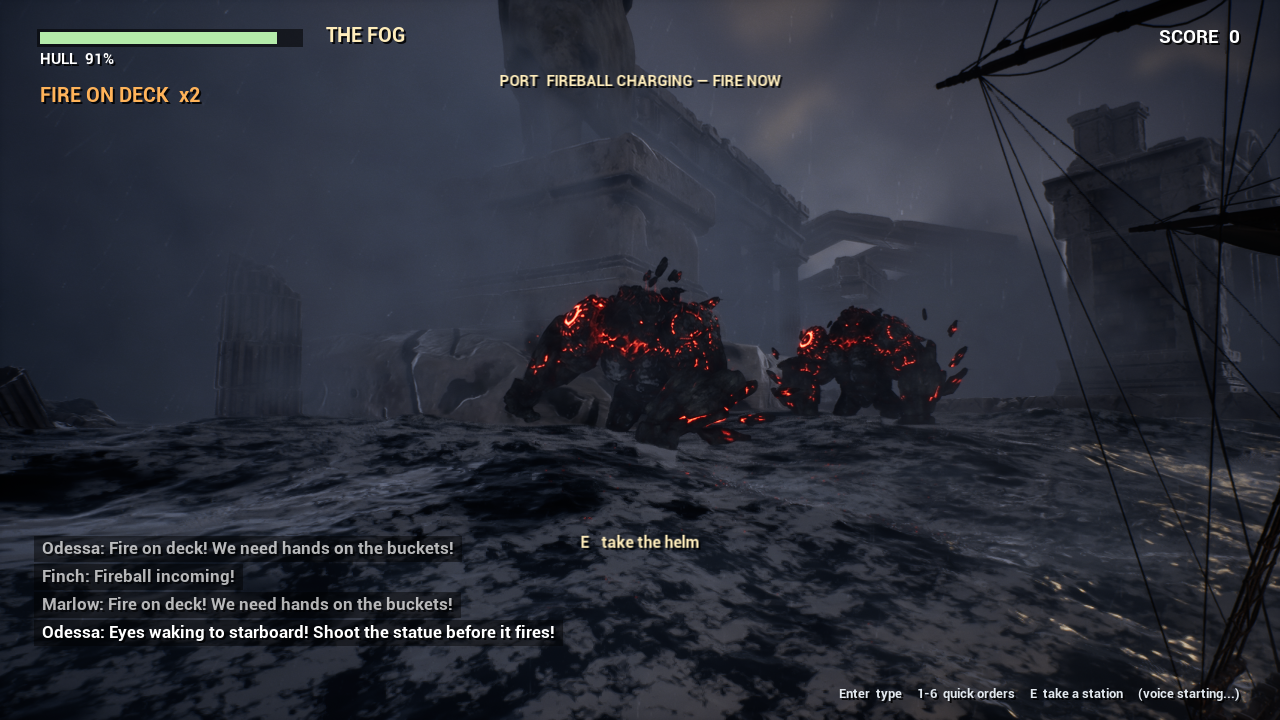 THE FOG
SCORE 0
HULL 91%
PORT FIREBALL CHARGING — FIRE NOW
FIRE ON DECK x2
E take the helm
Odessa: Fire on deck! We need hands on the buckets!
Finch: Fireball incoming!
Marlow: Fire on deck! We need hands on the buckets!
Odessa: Eyes waking to starboard! Shoot the statue before it fires!
Enter type 1-6 quick orders E take a station (voice starting...)